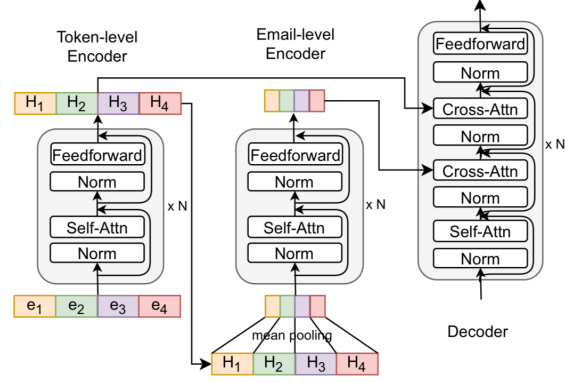 Token-level
Encoder
H1 H2 H3 H4
Feedforward
Norm
x N
Self-Attn
Norm
e1 e2 e3 e4
Email-level
Encoder
Feedforward
Norm
x N
Self-Attn
Norm
mean pooling
H1 H2 H3 H4
Feedforward
Norm
Cross-Attn
Norm
x N
Cross-Attn
Norm
Self-Attn
Norm
Decoder